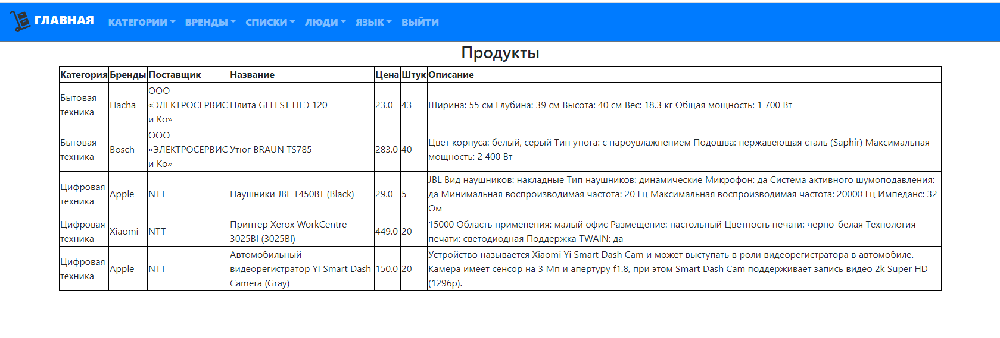 ГЛАВНАЯ КАТЕГОРИИ БРЕНДЫ СПИСКИ ЛЮДИ ЯЗЫК ВЫЙТИ
Продукты
Категория Бренды Поставщик Название Цена Штук Описание
Бытовая
техника
Hacha
ООО
«ЭЛЕКТРОСЕРВИС
и Ко»
Плита GEFEST ПГЭ 120
23.0
43
Ширина: 55 см Глубина: 39 см Высота: 40 см Вес: 18.3 кг Общая мощность: 1 700 Вт
Бытовая
техника
Bosch
ООО
«ЭЛЕКТРОСЕРВИС
и Ко»
Утюг BRAUN TS785
283.0
40
Цвет корпуса: белый, серый Тип утюга: с пароувлажнением Подошва: нержавеющая сталь (Saphir) Максимальная
мощность: 2 400 Вт
Цифровая
техника
Apple
NTT
Наушники JBL T450BT (Black)
29.0
5
JBL Вид наушников: накладные Тип наушников: динамические Микрофон: да Система активного шумоподавления:
да Минимальная воспроизводимая частота: 20 Гц Максимальная воспроизводимая частота: 20000 Гц Импеданс: 32
Ом
Цифровая
техника
Xiaomi
NTT
Принтер Xerox WorkCentre
3025BI (3025BI)
449.0
20
15000 Область применения: малый офис Размещение: настольный Цветность печати: черно-белая Технология
печати: светодиодная Поддержка TWAIN: да
Цифровая
техника
Apple
NTT
Автомобильный
видеорегистратор YI Smart Dash
Camera (Gray)
150.0
20
Устройство называется Xiaomi Yi Smart Dash Cam и может выступать в роли видеорегистратора в автомобиле.
Камера имеет сенсор на 3 Мп и апертуру f1.8, при этом Smart Dash Cam поддерживает запись видео 2k Super HD
(1296p).